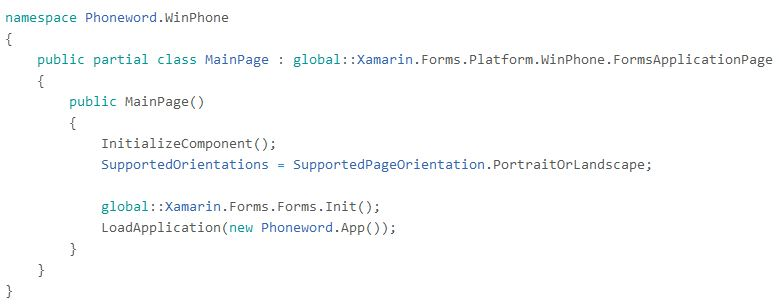 namespace Phoneword.WinPhone
{
    public partial class MainPage : global::Xamarin.Forms.Platform.WinPhone.FormsApplicationPage
    {
        public MainPage()
        {
            InitializeComponent();
            SupportedOrientations = SupportedPageOrientation.PortraitOrLandscape;

            global::Xamarin.Forms.Forms.Init();
            LoadApplication(new Phoneword.App());
        }
    }
}